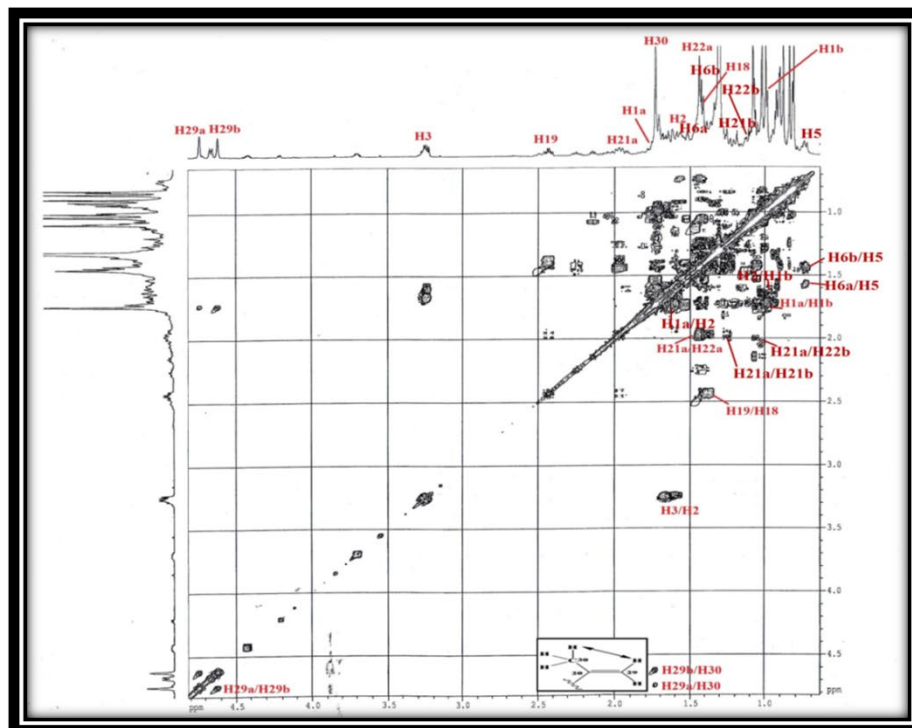 H30
H22a
H1b
H6b
H18
H22b
H1a
H2
H6a
H21b
H29a
H29b
H3
H19
H21a
H5
1.0
H6b/H5
1.5
H6a/H5
H1a/H1b
H1a/H2
2.0
H21a/H22a
H21a/H22b
H21a/H21b
2.5
H19/H18
3.0
H3/H2
3.5
4.0
4.5
H29b/H30
H29a/H30
H29a/H29b
ppm
ppm 4.5 4.0 3.5 3.0 2.5 2.0 1.5 1.0